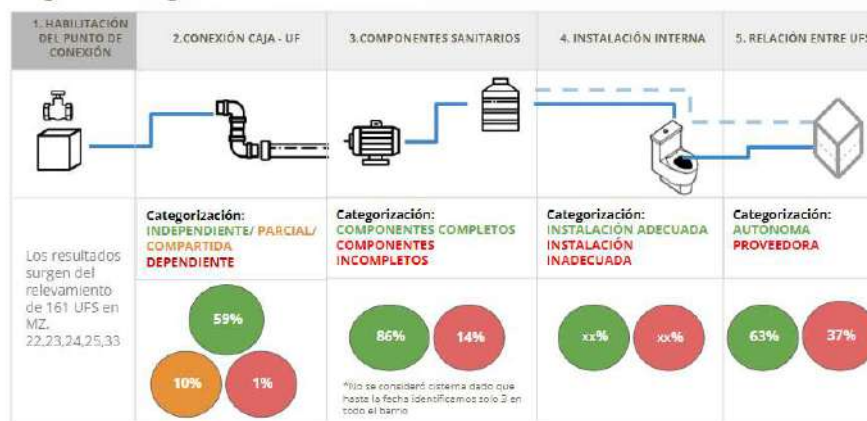 1. HABILITACIÓN
DEL PUNTO DE
CONEXIÓN
2.CONEXIÓN CAJA - UF
3.COMPONENTES SANITARIOS
4. INSTALACIÓN INTERNA
5. RELACIÓN ENTRE UFS
Los resultados
surgen del
relevamiento
de 161 UFS en
MZ.
22,23,24,25,33
Categorización:
INDEPENDIENTE/ PARCIAL/
COMPARTIDA
DEPENDIENTE
Categorización:
COMPONENTES COMPLETOS
COMPONENTES
INCOMPLETOS
Categorización:
INSTALACIÓN ADECUADA
INSTALACIÓN
INADECUADA
Categorización:
AUTONOMA
PROVEEDORA
59%
10%
1%
86%
14%
*No se consideró cisterna dado que
hasta la fecha identificamos solo 3 en
todo el barrio
xx%
xx%
63%
37%